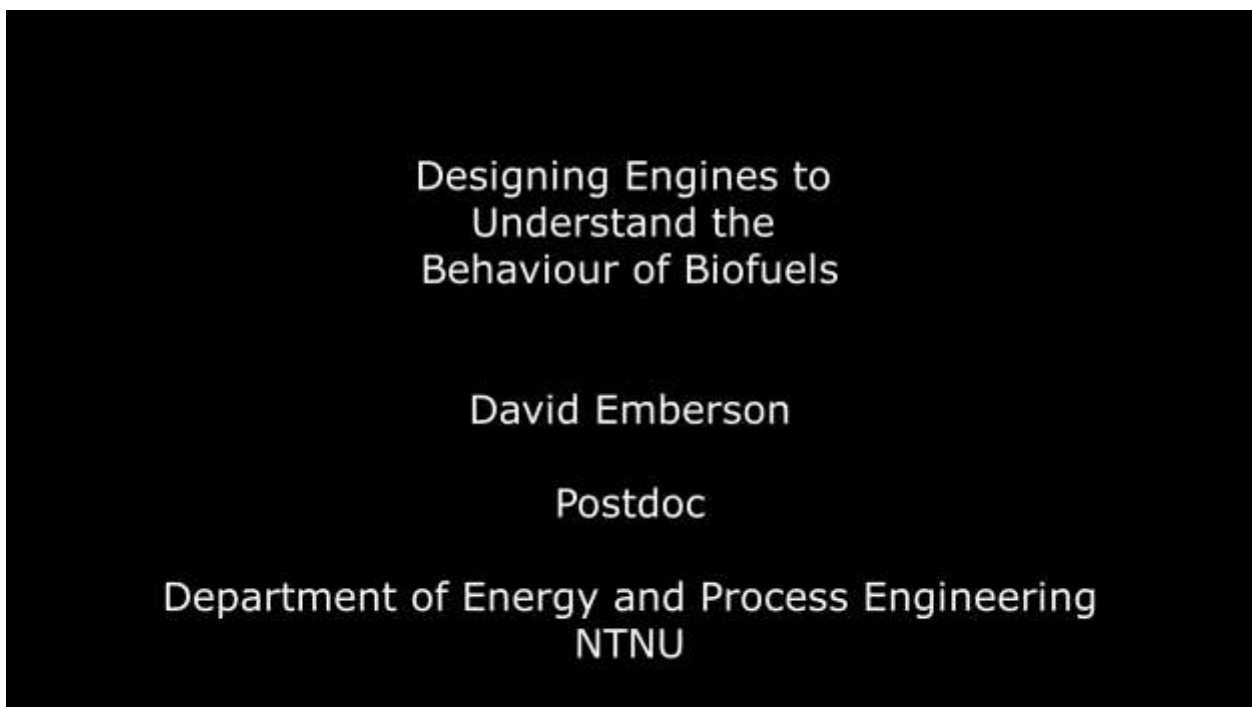 Designing Engines to
Understand the
Behaviour of Biofuels
David Emberson
Postdoc
Department of Energy and Process Engineering
NTNU